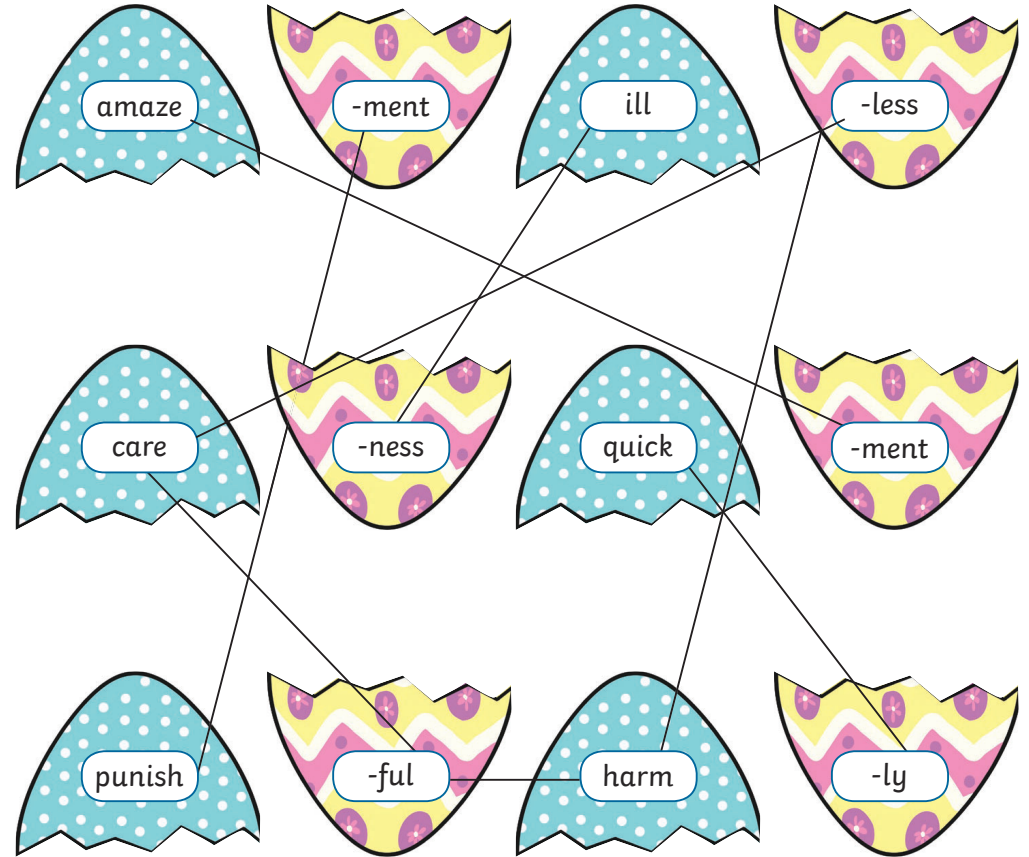 amaze
-ment
ill
-less
care
-ness
quick
-ment
punish
-ful
harm
-ly